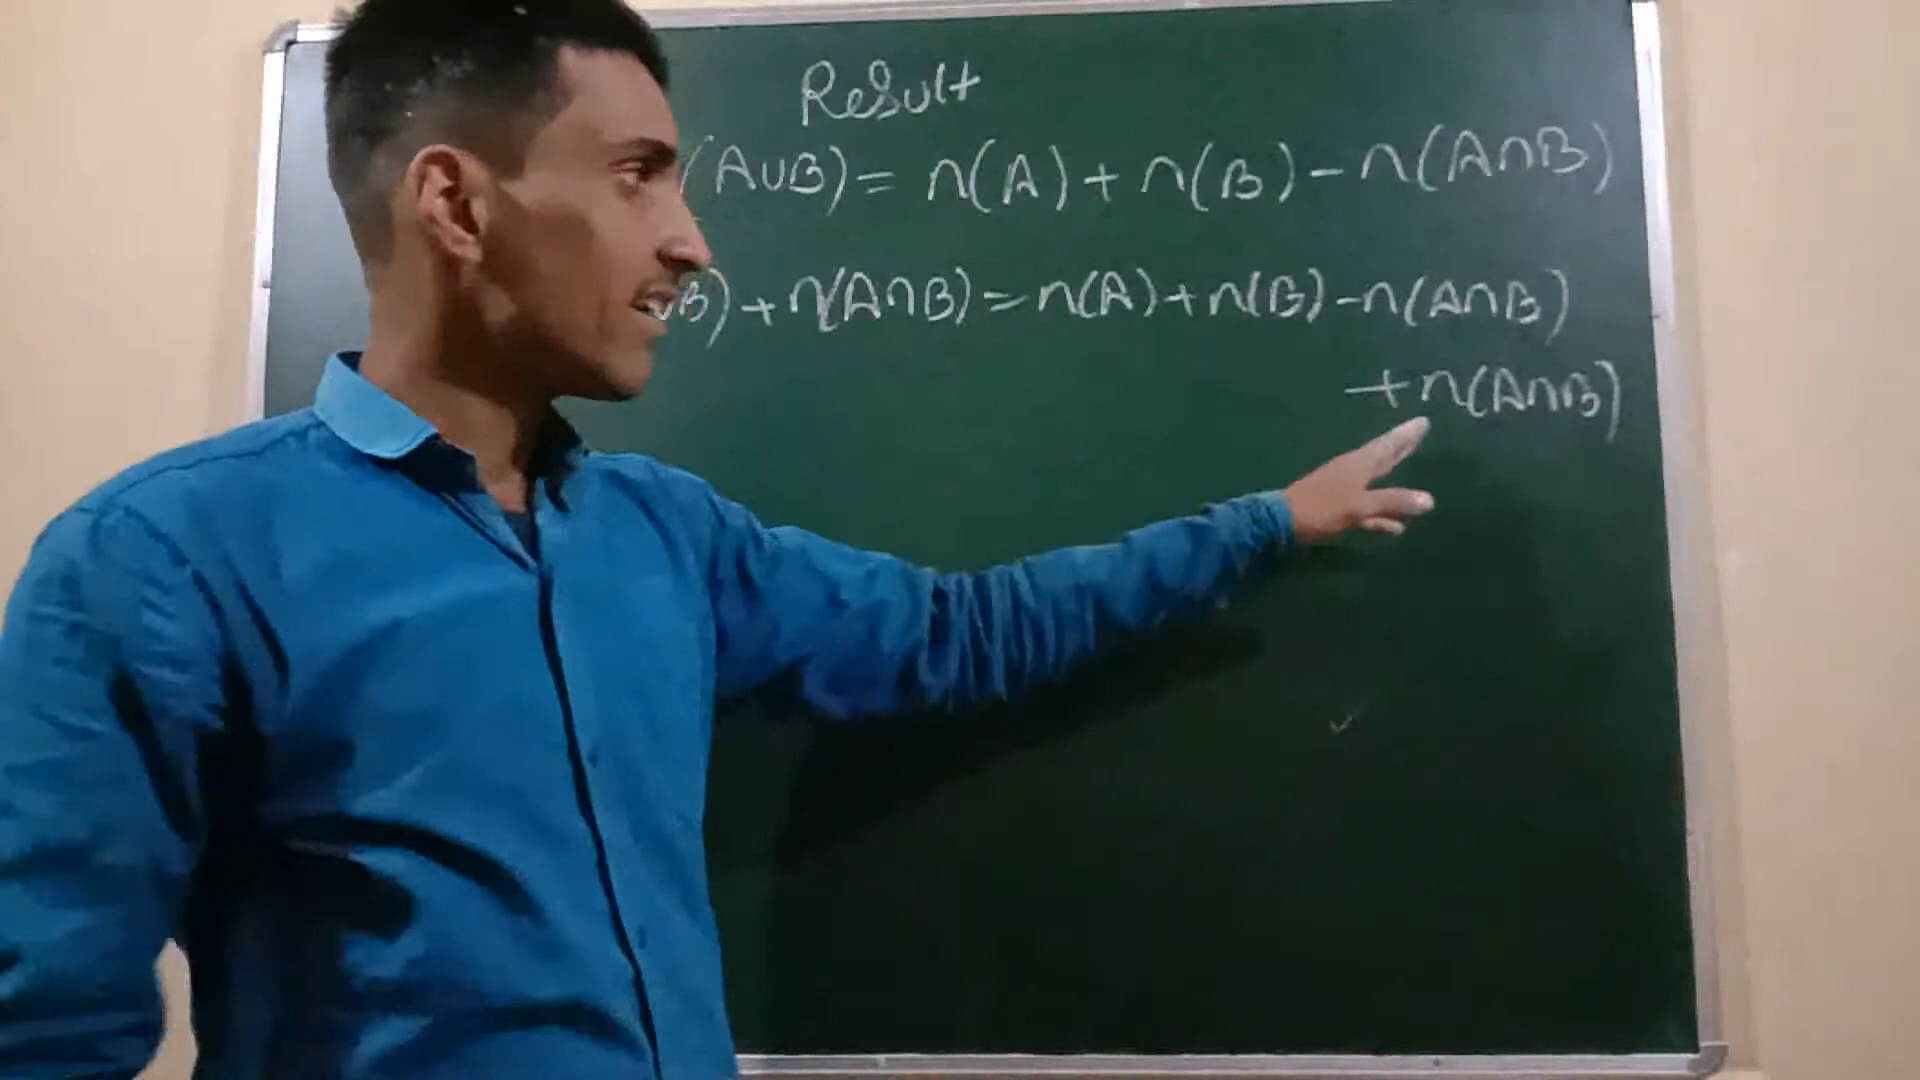 Result
(A∪B) = n(A) + n(B) - n(A∩B)
B) + n(A∩B) = n(A) + n(B) - n(A∩B)
+ n(A∩B)